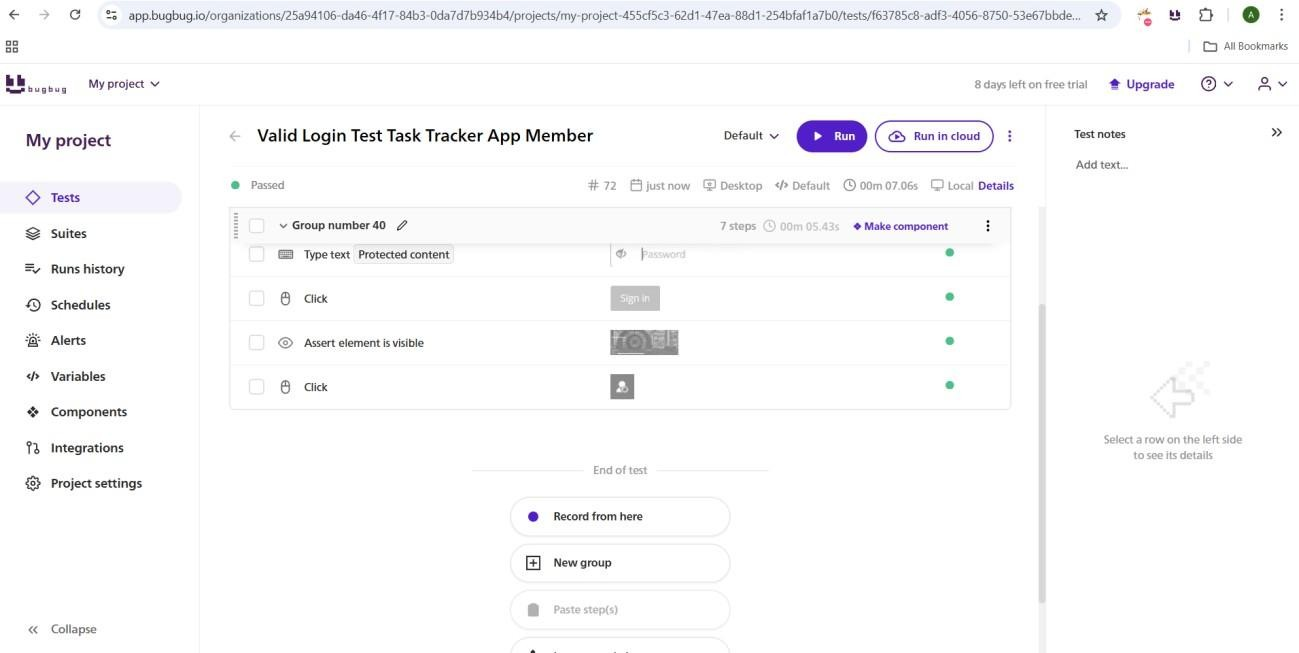 app.bugbug.io/organizations/25a94106-da46-4f17-84b3-0da7d7b934b4/projects/my-project-455cf5c3-62d1-47ea-88d1-254bfaf1a7b0/tests/f63785c8-adf3-4056-8750-53e67bbde...
A
All Bookmarks
bugbug
My project
8 days left on free trial
Upgrade
My project
Valid Login Test Task Tracker App Member
Default
Run
Run in cloud
Test notes
Add text...
Passed
# 72
just now
Desktop
Default
00m 07.06s
Local
Details
Tests
Suites
Runs history
Schedules
Alerts
Variables
Components
Integrations
Project settings
Group number 40
7 steps
00m 05.43s
Make component
Type text Protected content
Password
Click
Sign in
Assert element is visible
Click
Select a row on the left side
to see its details
End of test
Record from here
New group
Paste step(s)
Collapse